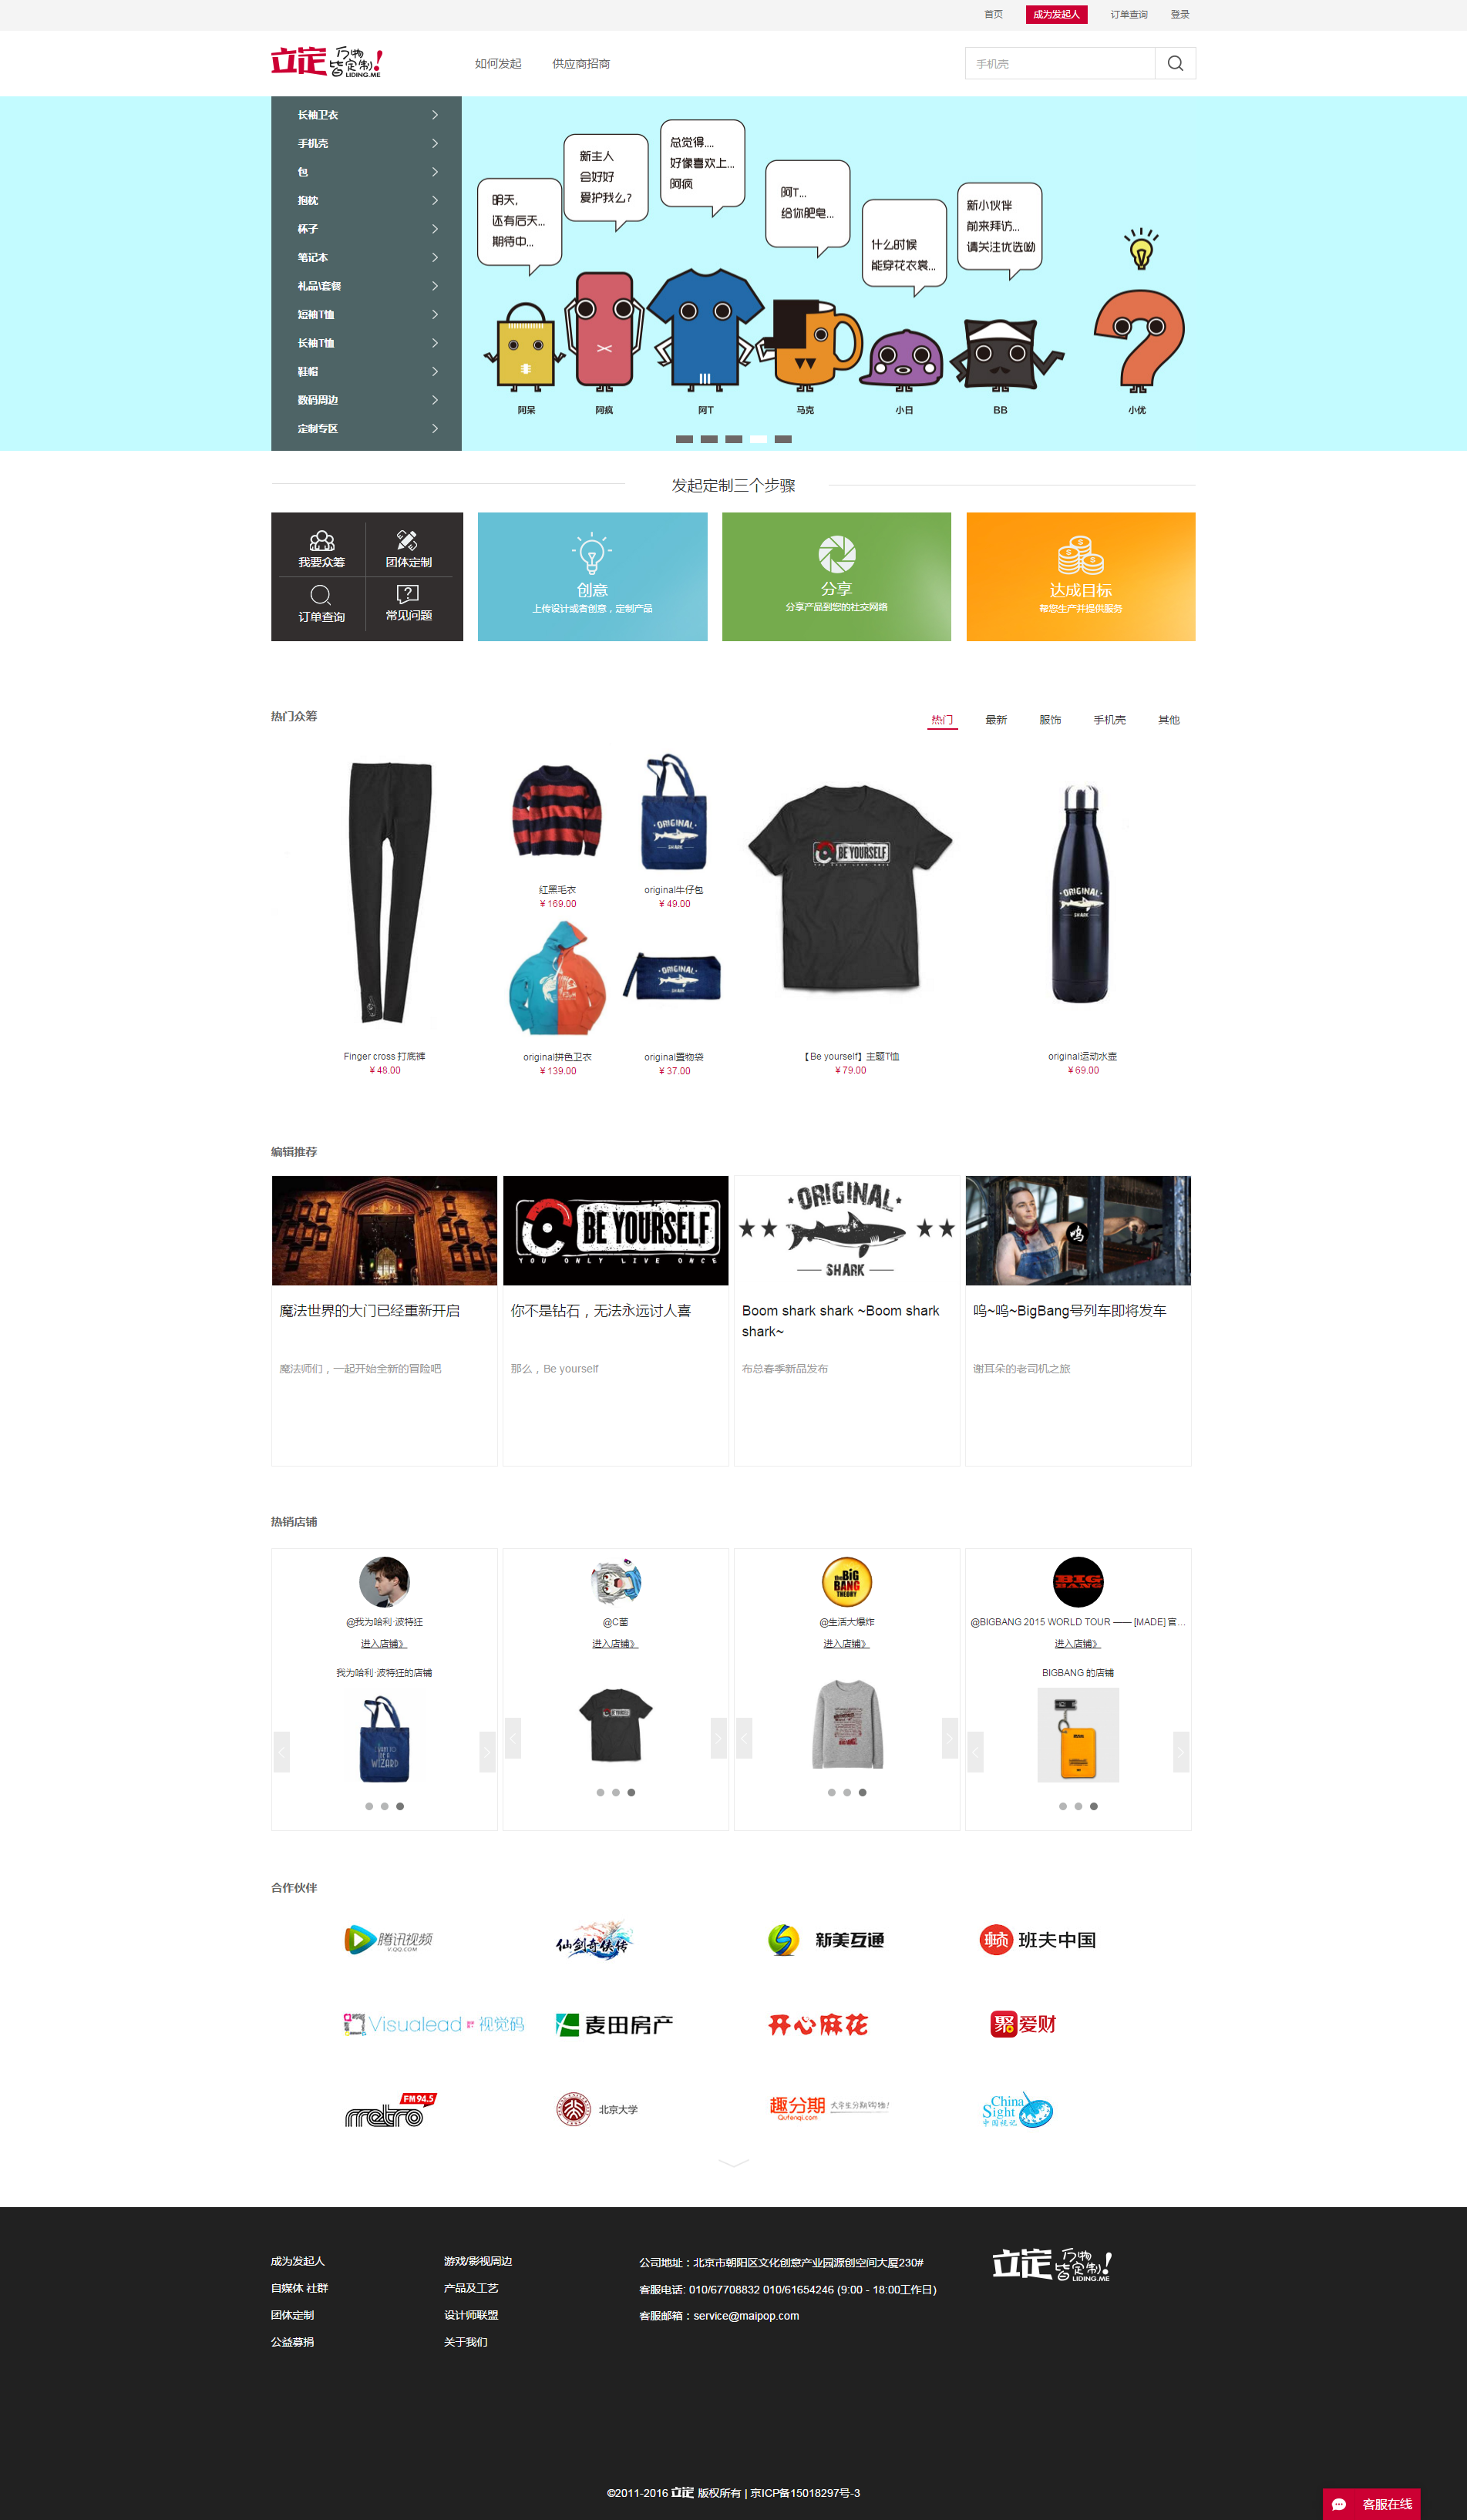 首页
成为发起人
订单查询
登录
立定 万物皆定制! LIDING.ME
如何发起
供应商招商
手机壳
长袖卫衣
手机壳
包
抱枕
杯子
笔记本
礼品\套餐
短袖T恤
长袖T恤
鞋帽
数码周边
定制专区
明天,
还有后天...
期待中...
新主人
会好好
爱护我么?
总觉得....
好像喜欢上...
阿疯
阿T...
给你肥皂...
什么时候
能穿花衣裳...
新小伙伴
前来拜访...
请关注优选呦
阿呆
阿疯
阿T
马克
小日
BB
小优
发起定制三个步骤
我要众筹
团体定制
订单查询
常见问题
创意
上传设计或者创意，定制产品
分享
分享产品到您的社交网络
达成目标
帮您生产并提供服务
热门众筹
热门
最新
服饰
手机壳
其他
ORIGINAL
SHARK
BE YOURSELF
ORIGINAL
SHARK
红黑毛衣
¥ 169.00
original牛仔包
¥ 49.00
ORIGINAL
SHARK
Finger cross 打底裤
¥ 48.00
original拼色卫衣
¥ 139.00
original置物袋
¥ 37.00
【Be yourself】主题T恤
¥ 79.00
original运动水壶
¥ 69.00
编辑推荐
BE YOURSELF
YOU ONLY LIVE ONCE
ORIGINAL
SHARK
呜
魔法世界的大门已经重新开启
魔法师们，一起开始全新的冒险吧
你不是钻石，无法永远讨人喜
那么，Be yourself
Boom shark shark ~Boom shark
shark~
布总春季新品发布
呜~呜~BigBang号列车即将发车
谢耳朵的老司机之旅
热销店铺
@我为哈利·波特狂
进入店铺》
我为哈利·波特狂的店铺
I WANT TO
BE A
WIZARD
@C菌
进入店铺》
BE YOURSELF
the BIG
BANG
THEORY
@生活大爆炸
进入店铺》
BIG
BANG
@BIGBANG 2015 WORLD TOUR —— [MADE] 官...
进入店铺》
BIGBANG 的店铺
合作伙伴
腾讯视频
V.QQ.COM
仙剑奇侠传
新美互通
班夫中国
Visualead 视觉码
麦田房产
开心麻花
聚爱财
metro FM94.5
北京大学
趣分期
Qufenqi.com
大学生分期购物!
China
Sight
中国视记
成为发起人
自媒体 社群
团体定制
公益募捐
游戏/影视周边
产品及工艺
设计师联盟
关于我们
公司地址：北京市朝阳区文化创意产业园源创空间大厦230#
客服电话: 010/67708832 010/61654246 (9:00 - 18:00工作日)
客服邮箱：service@maipop.com
立定 万物皆定制! LIDING.ME
©2011-2016 立定 版权所有 | 京ICP备15018297号-3
客服在线